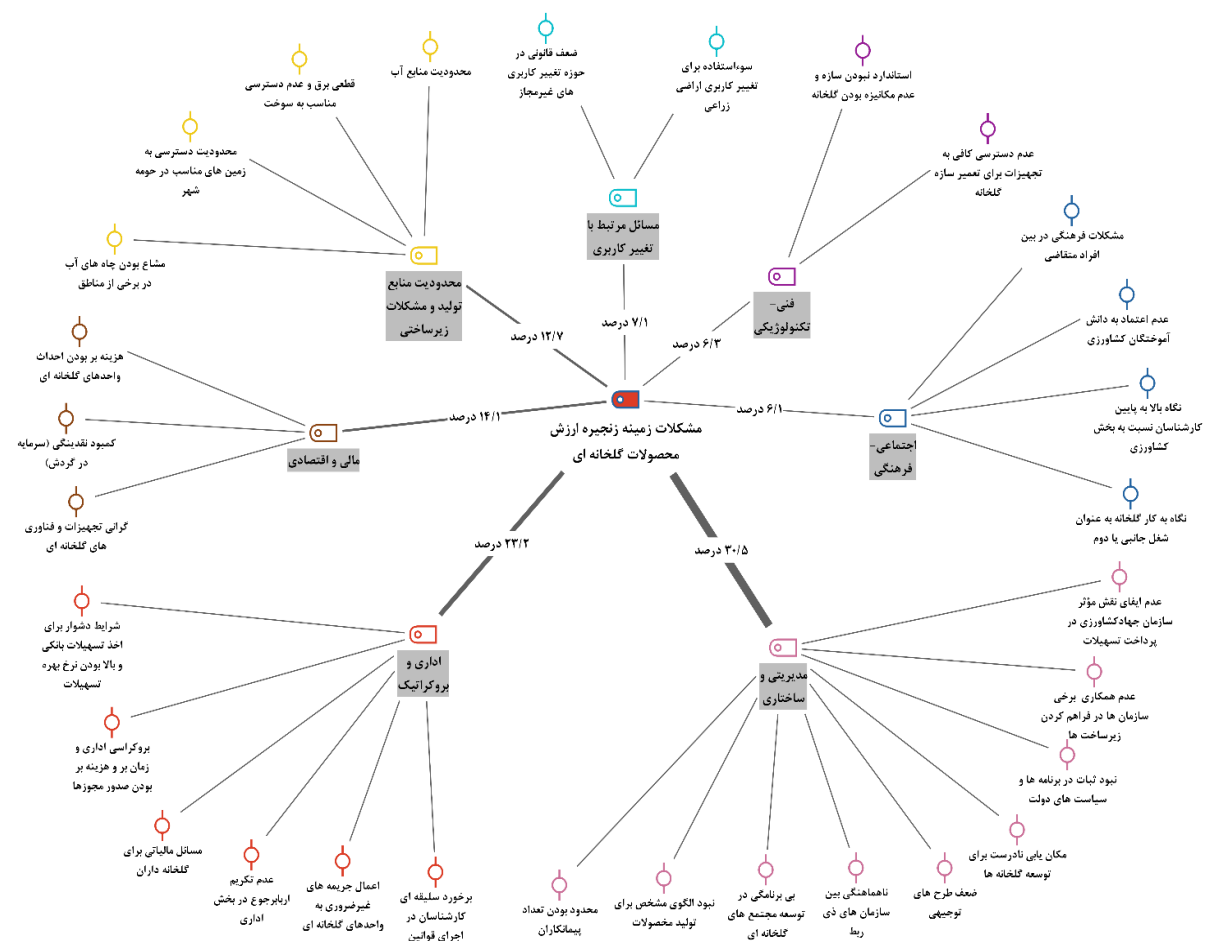 ضعف قانونی در
حوزه تغییر کاربری
های غیرمجاز
سوءاستفاده برای
تغییر کاربری اراضی
زراعی
استاندارد نبودن سازه و
عدم مکانیزه بودن گلخانه
محدودیت منابع آب
قطعی برق و عدم دسترسی
مناسب به سوخت
عدم دسترسی کافی به
تجهیزات برای تعمیر سازه
گلخانه
محدودیت دسترسی به
زمین های مناسب در حومه
شهر
مسائل مرتبط با
تغییر کاربری
مشکلات فرهنگی در بین
افراد متقاضی
مشاع بودن چاه های آب
در برخی از مناطق
محدودیت منابع
تولید و مشکلات
زیرساختی
فنی-
تکنولوژیکی
عدم اعتماد به دانش
آموختگان کشاورزی
۱۳/۷ درصد
۷/۱ درصد
۶/۳ درصد
هزینه بر بودن احداث
واحدهای گلخانه ای
نگاه بالا به پایین
کارشناسان نسبت به بخش
کشاورزی
۱۴/۱ درصد
۶/۱ درصد
مشکلات زمینه زنجیره ارزش
محصولات گلخانه ای
کمبود نقدینگی (سرمایه
در گردش)
مالی و اقتصادی
اجتماعی-
فرهنگی
گرانی تجهیزات و فناوری
های گلخانه ای
نگاه به کار گلخانه به عنوان
شغل جانبی یا دوم
۲۳/۲ درصد
۳۰/۵ درصد
عدم ایفای نقش مؤثر
سازمان جهادکشاورزی در
پرداخت تسهیلات
شرایط دشوار برای
اخذ تسهیلات بانکی
و بالا بودن نرخ بهره
تسهیلات
اداری و
بروکراتیک
مدیریتی و
ساختاری
عدم همکاری برخی
سازمان ها در فراهم کردن
زیرساخت ها
بروکراسی اداری و
زمان بر و هزینه بر
بودن صدور مجوزها
نبود ثبات در برنامه ها و
سیاست های دولت
مسائل مالیاتی برای
گلخانه داران
مکان یابی نادرست برای
توسعه گلخانه ها
عدم تکریم
اربابرجوع در بخش
اداری
اعمال جریمه های
غیرضروری به
واحدهای گلخانه ای
برخورد سلیقه ای
کارشناسان در
اجرای قوانین
محدود بودن تعداد
پیمانکاران
نبود الگوی مشخص برای
تولید محصولات
بی برنامگی در
توسعه مجتمع های
گلخانه ای
ناهماهنگی بین
سازمان های ذی
ربط
ضعف طرح های
توجیهی